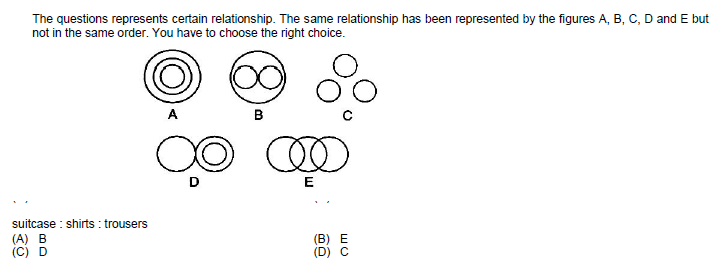 The questions represents certain relationship. The same relationship has been represented by the figures A, B, C, D and E but
not in the same order. You have to choose the right choice.
A B C
D E
suitcase : shirts : trousers
(A) B (B) E
(C) D (D) C